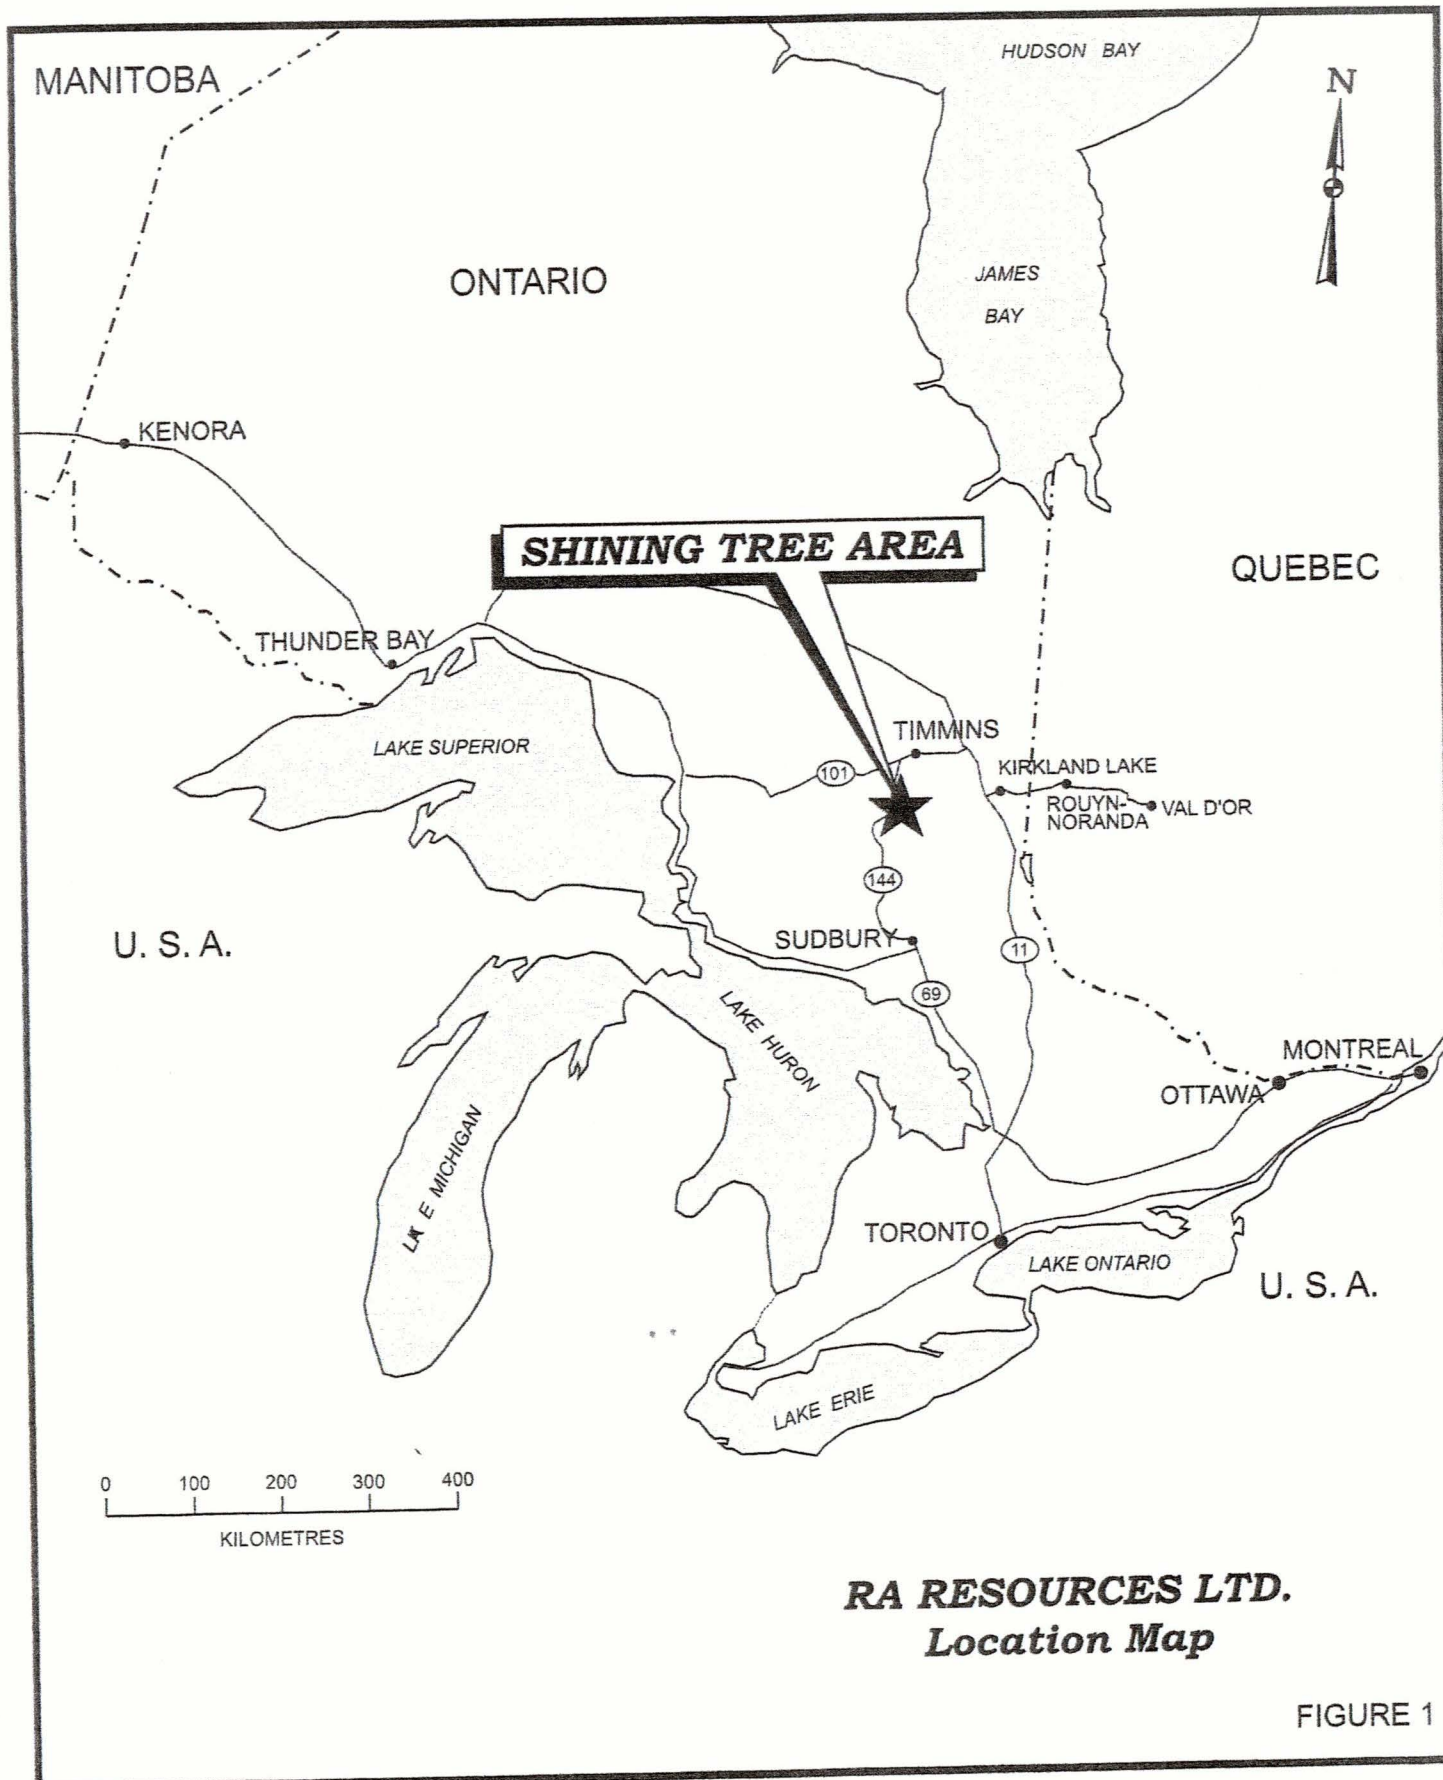 HUDSON BAY
MANITOBA
N
ONTARIO
JAMES
BAY
KENORA
SHINING TREE AREA
QUEBEC
THUNDER BAY
TIMMINS
LAKE SUPERIOR
101
KIRKLAND LAKE
ROUYN-
NORANDA
VAL D'OR
144
U. S. A.
SUDBURY
11
69
LAKE HURON
MONTREAL
OTTAWA
LAKE MICHIGAN
TORONTO
LAKE ONTARIO
U. S. A.
LAKE ERIE
0 100 200 300 400
KILOMETRES
RA RESOURCES LTD.
Location Map
FIGURE 1